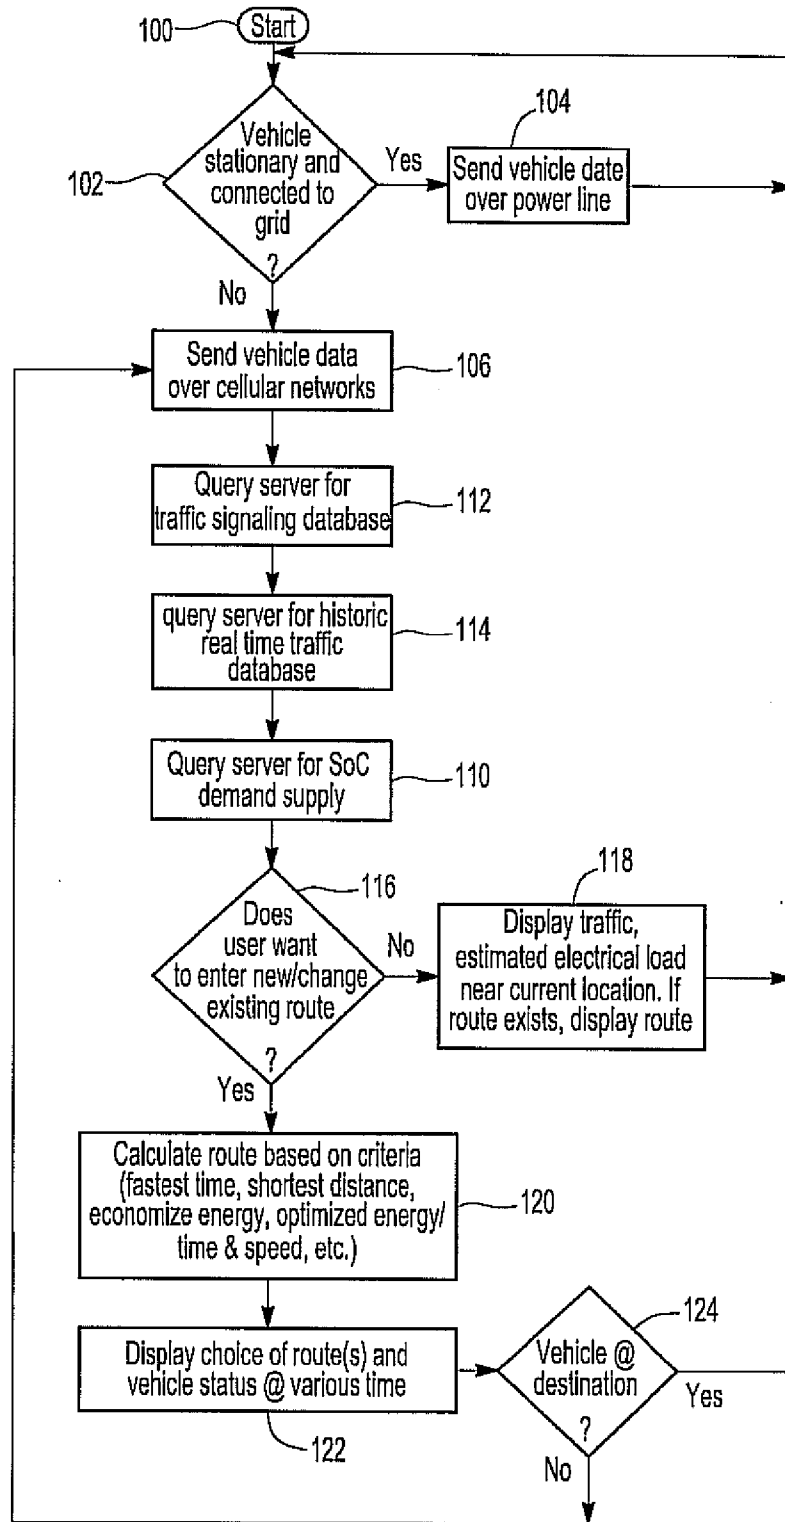 100
Start
Vehicle
stationary and
connected to
grid
?
102
Yes
104
Send vehicle date
over power line
No
Send vehicle data
over cellular networks
106
Query server for
traffic signaling database
112
query server for historic
real time traffic
database
114
Query server for SoC
demand supply
110
116
Does
user want
to enter new/change
existing route
?
No
118
Display traffic,
estimated electrical load
near current location. If
route exists, display route
Yes
Calculate route based on criteria
(fastest time, shortest distance,
economize energy, optimized energy/
time & speed, etc.)
120
Display choice of route(s) and
vehicle status @ various time
122
124
Vehicle @
destination
?
Yes
No